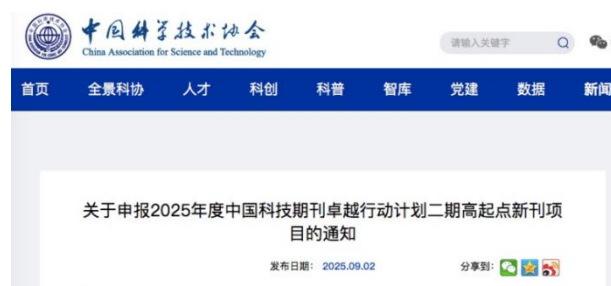 中国科学技术协会
China Association for Science and Technology
请输入关键字
首页 全景科协 人才 科创 科普 智库 党建 数据 新闻
关于申报2025年度中国科技期刊卓越行动计划二期高起点新刊项
目的通知
发布日期： 2025.09.02 分享到：